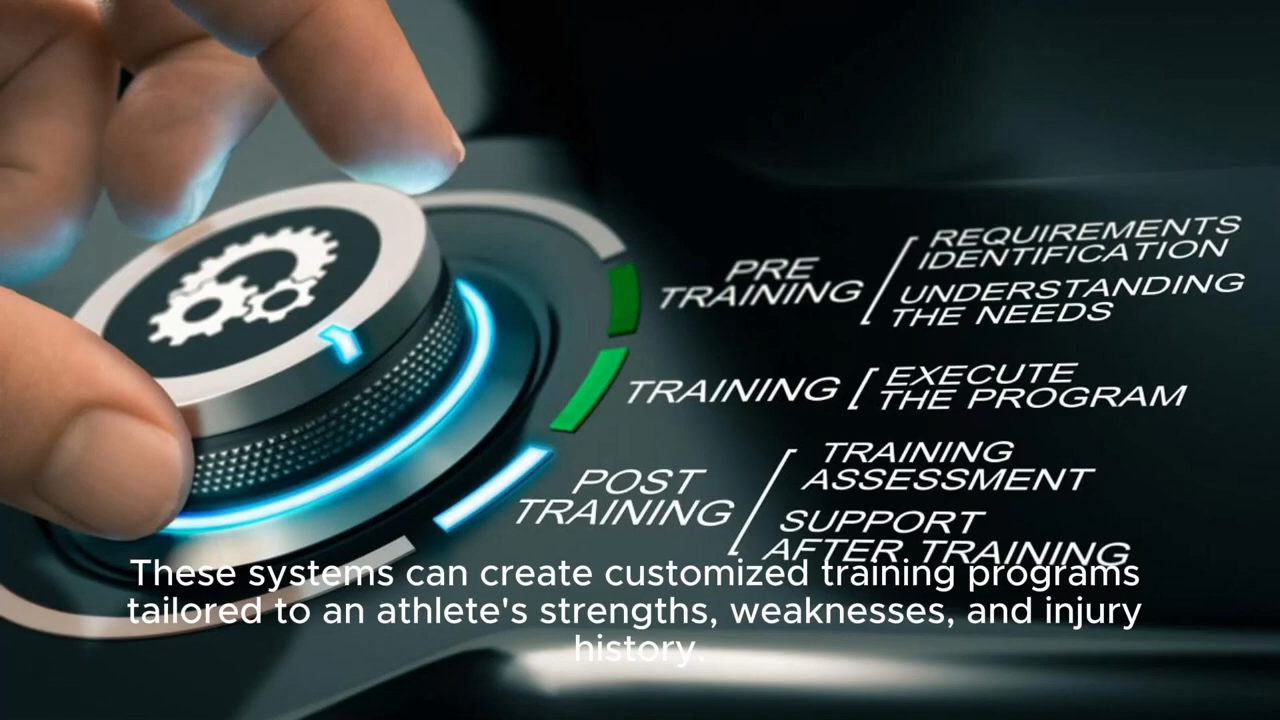 PRE
TRAINING
REQUIREMENTS
IDENTIFICATION
UNDERSTANDING
THE NEEDS
TRAINING
EXECUTE
THE PROGRAM
POST
TRAINING
TRAINING
ASSESSMENT
SUPPORT
AFTER TRAINING
These systems can create customized training programs
tailored to an athlete's strengths, weaknesses, and injury
history.